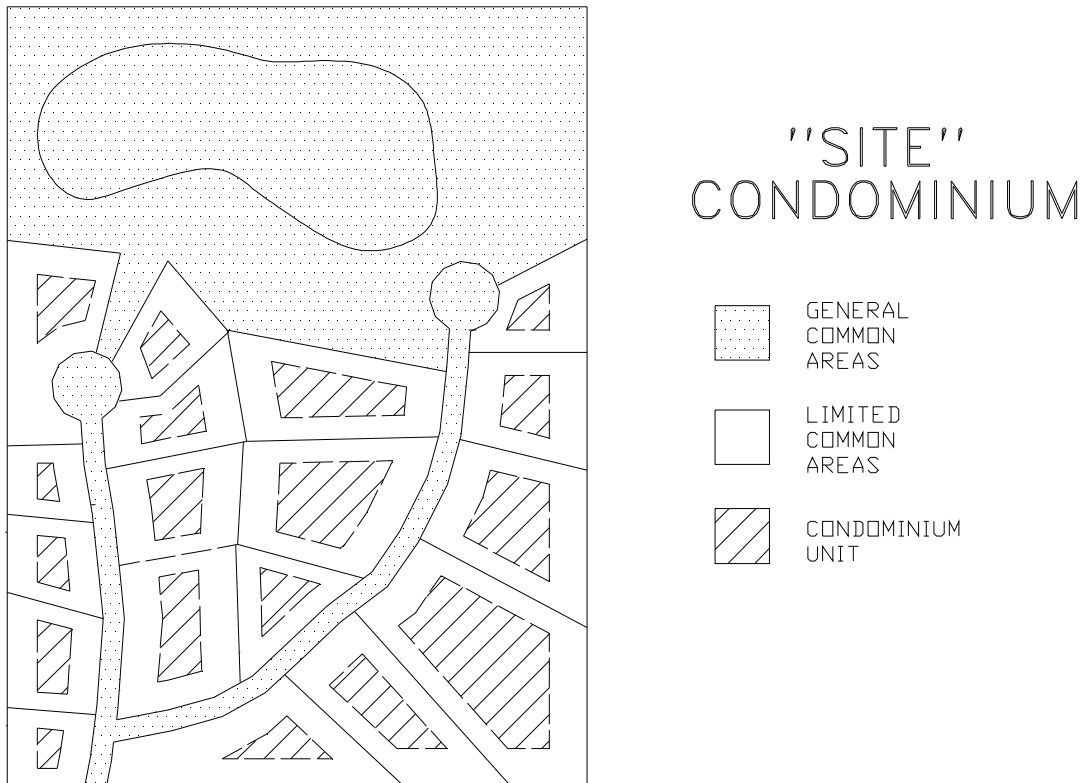 ''SITE''
CONDOMINIUM
GENERAL
COMMON
AREAS
LIMITED
COMMON
AREAS
CONDOMINIUM
UNIT